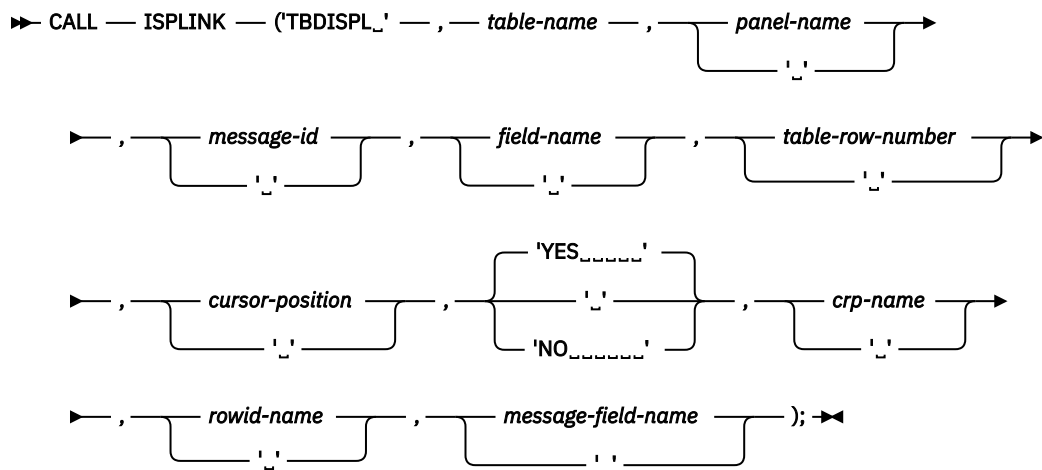 CALL ISPLINK ('TBDISPL␣' , table-name , panel-name
'␣'
, message-id , field-name , table-row-number
'␣' '␣' '␣'
'YES␣␣␣␣␣'
, cursor-position , '␣' , crp-name
'␣' 'NO␣␣␣␣␣␣' '␣'
, rowid-name , message-field-name );
'␣' '␣'